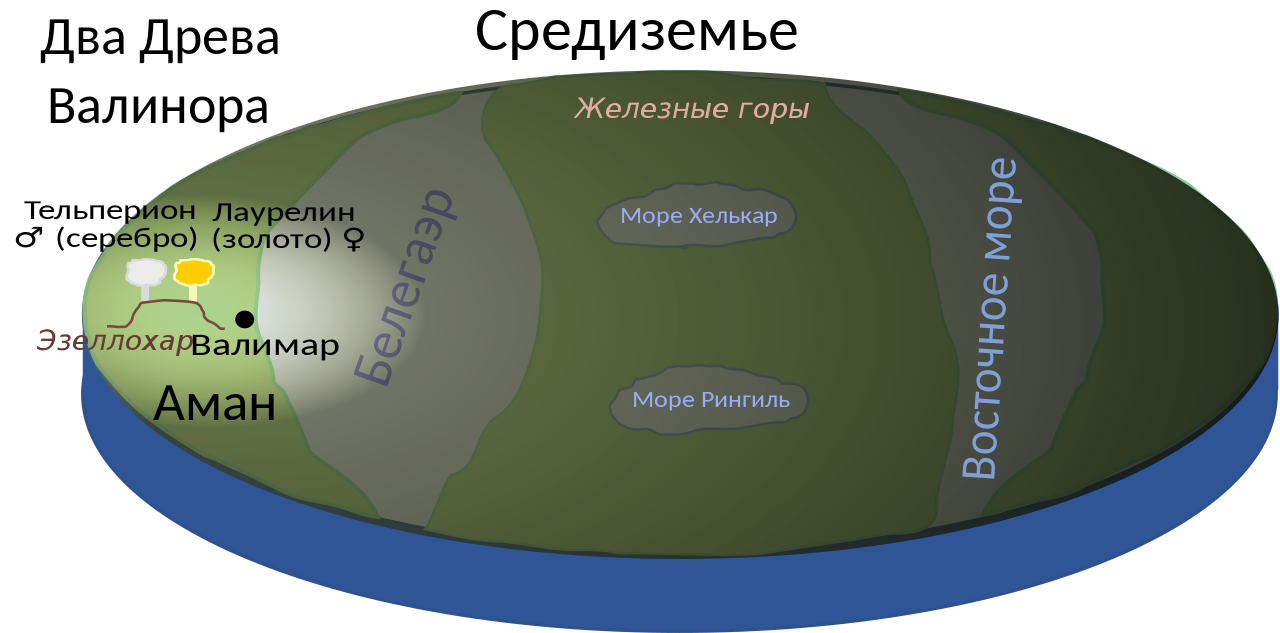 Два Древа
Валинора
Средиземье
Железные горы
Тельперион
♂ (серебро)
Лаурелин
(золото) ♀
Эзеллохар
Валимар
Аман
Белегаэр
Море Хелькар
Море Рингиль
Восточное море